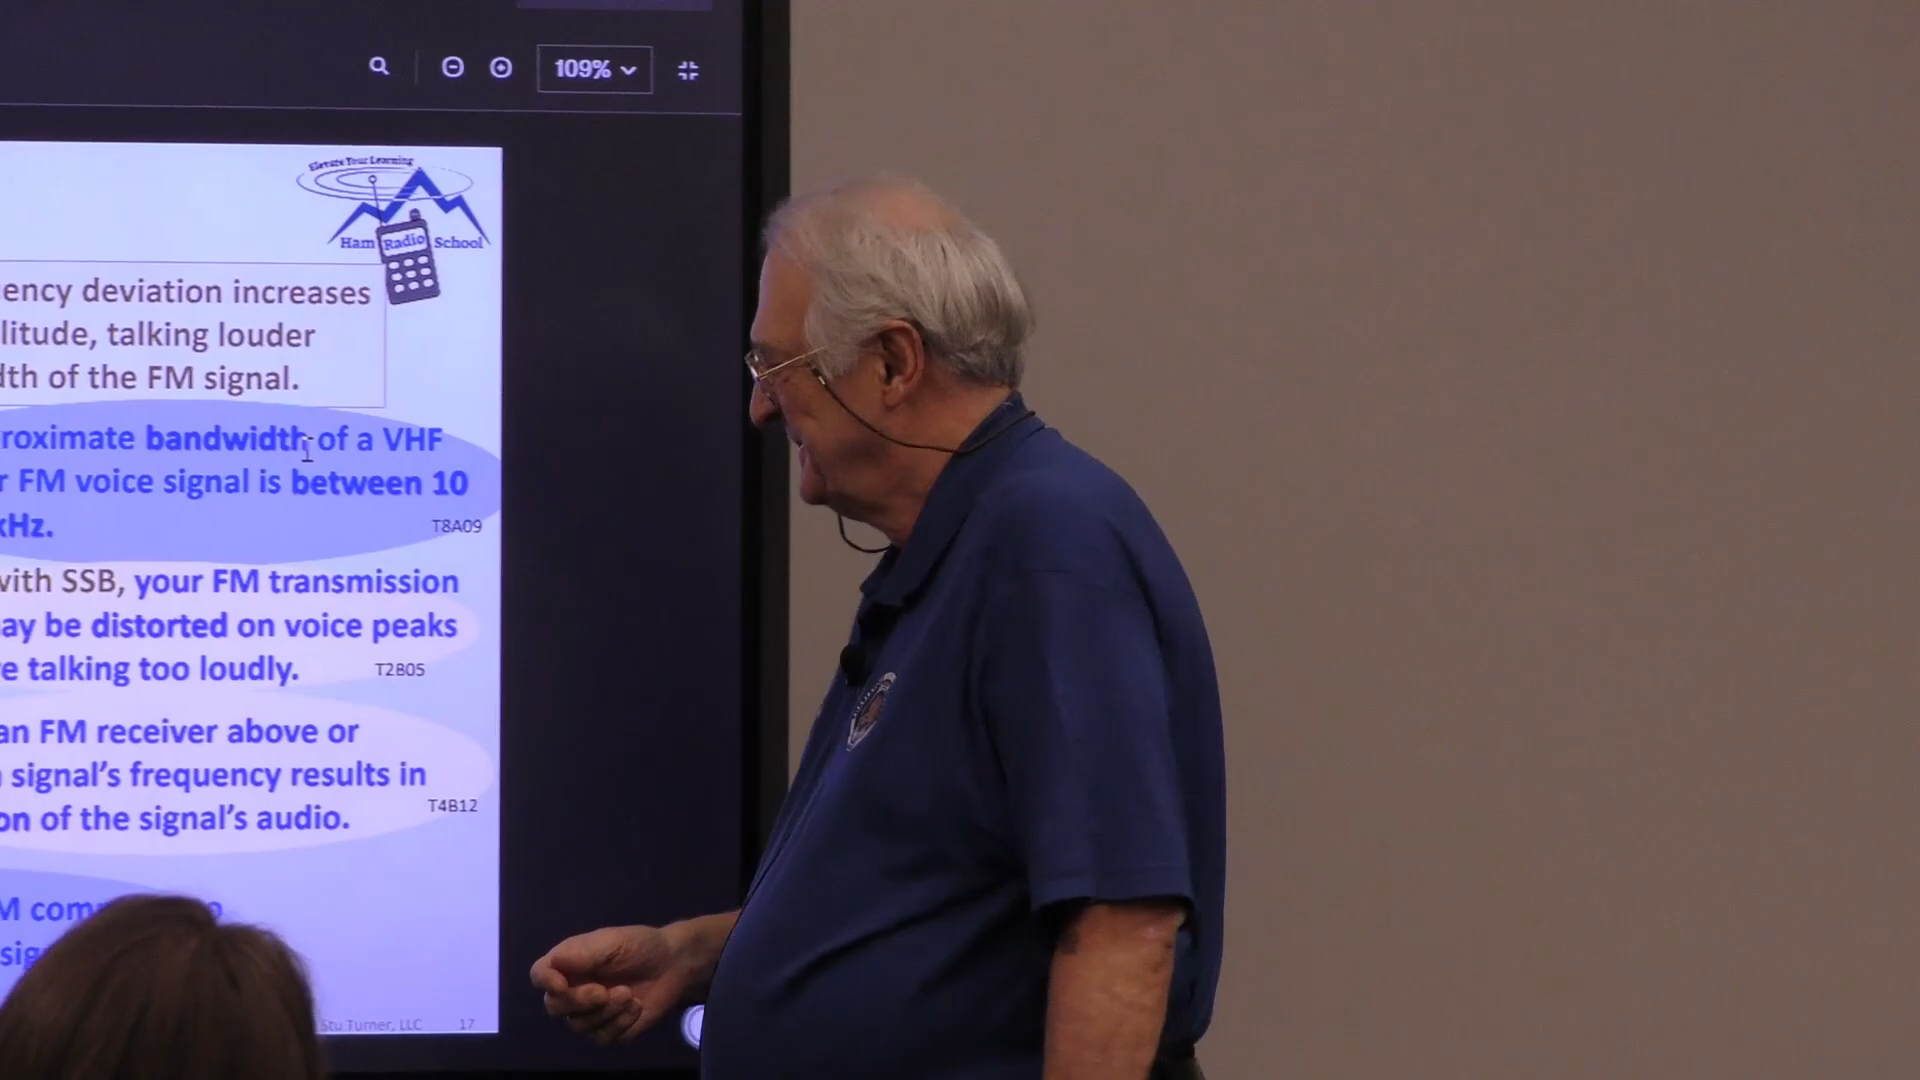 109%
Elevate Your Learning
Ham Radio School
ency deviation increases
litude, talking louder
dth of the FM signal.
roximate bandwidth of a VHF
r FM voice signal is between 10
kHz.
T8A09
with SSB, your FM transmission
ay be distorted on voice peaks
e talking too loudly.
T2B05
an FM receiver above or
signal's frequency results in
T4B12
on of the signal's audio.
M com
sig
Stu Turner, LLC 17